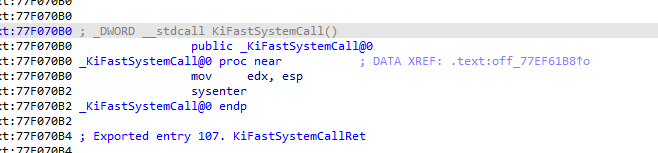 xt:77F070B0
xt:77F070B0 ; _DWORD __stdcall KiFastSystemCall()
xt:77F070B0 public _KiFastSystemCall@0
xt:77F070B0 _KiFastSystemCall@0 proc near ; DATA XREF: .text:off_77EF61B8↑o
xt:77F070B0 mov edx, esp
xt:77F070B2 sysenter
xt:77F070B2 _KiFastSystemCall@0 endp
xt:77F070B2
xt:77F070B4 ; Exported entry 107. KiFastSystemCallRet
xt:77F070B4